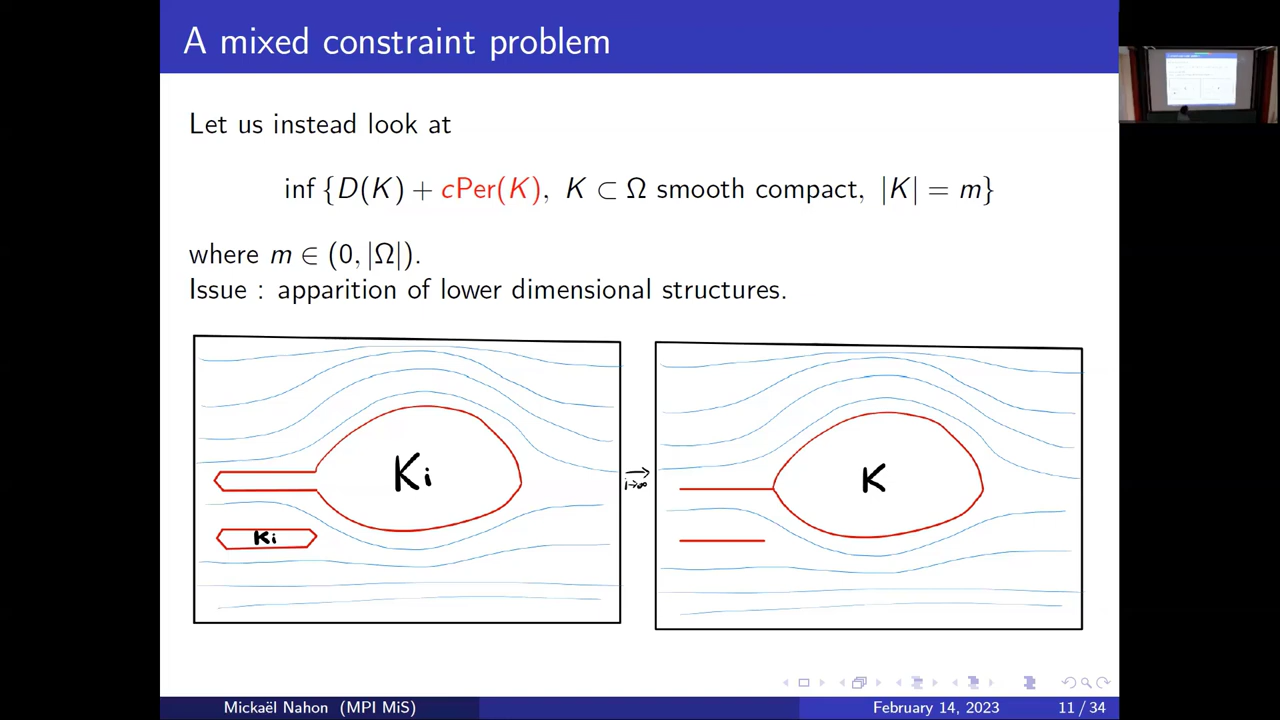 A mixed constraint problem
Let us instead look at
inf {D(K) + cPer(K), K ⊂ Ω smooth compact, |K| = m}
where m ∈ (0, |Ω|).
Issue : apparition of lower dimensional structures.
Ki
Ki
→
i→∞
K
Mickaël Nahon (MPI MiS)
February 14, 2023
11 / 34